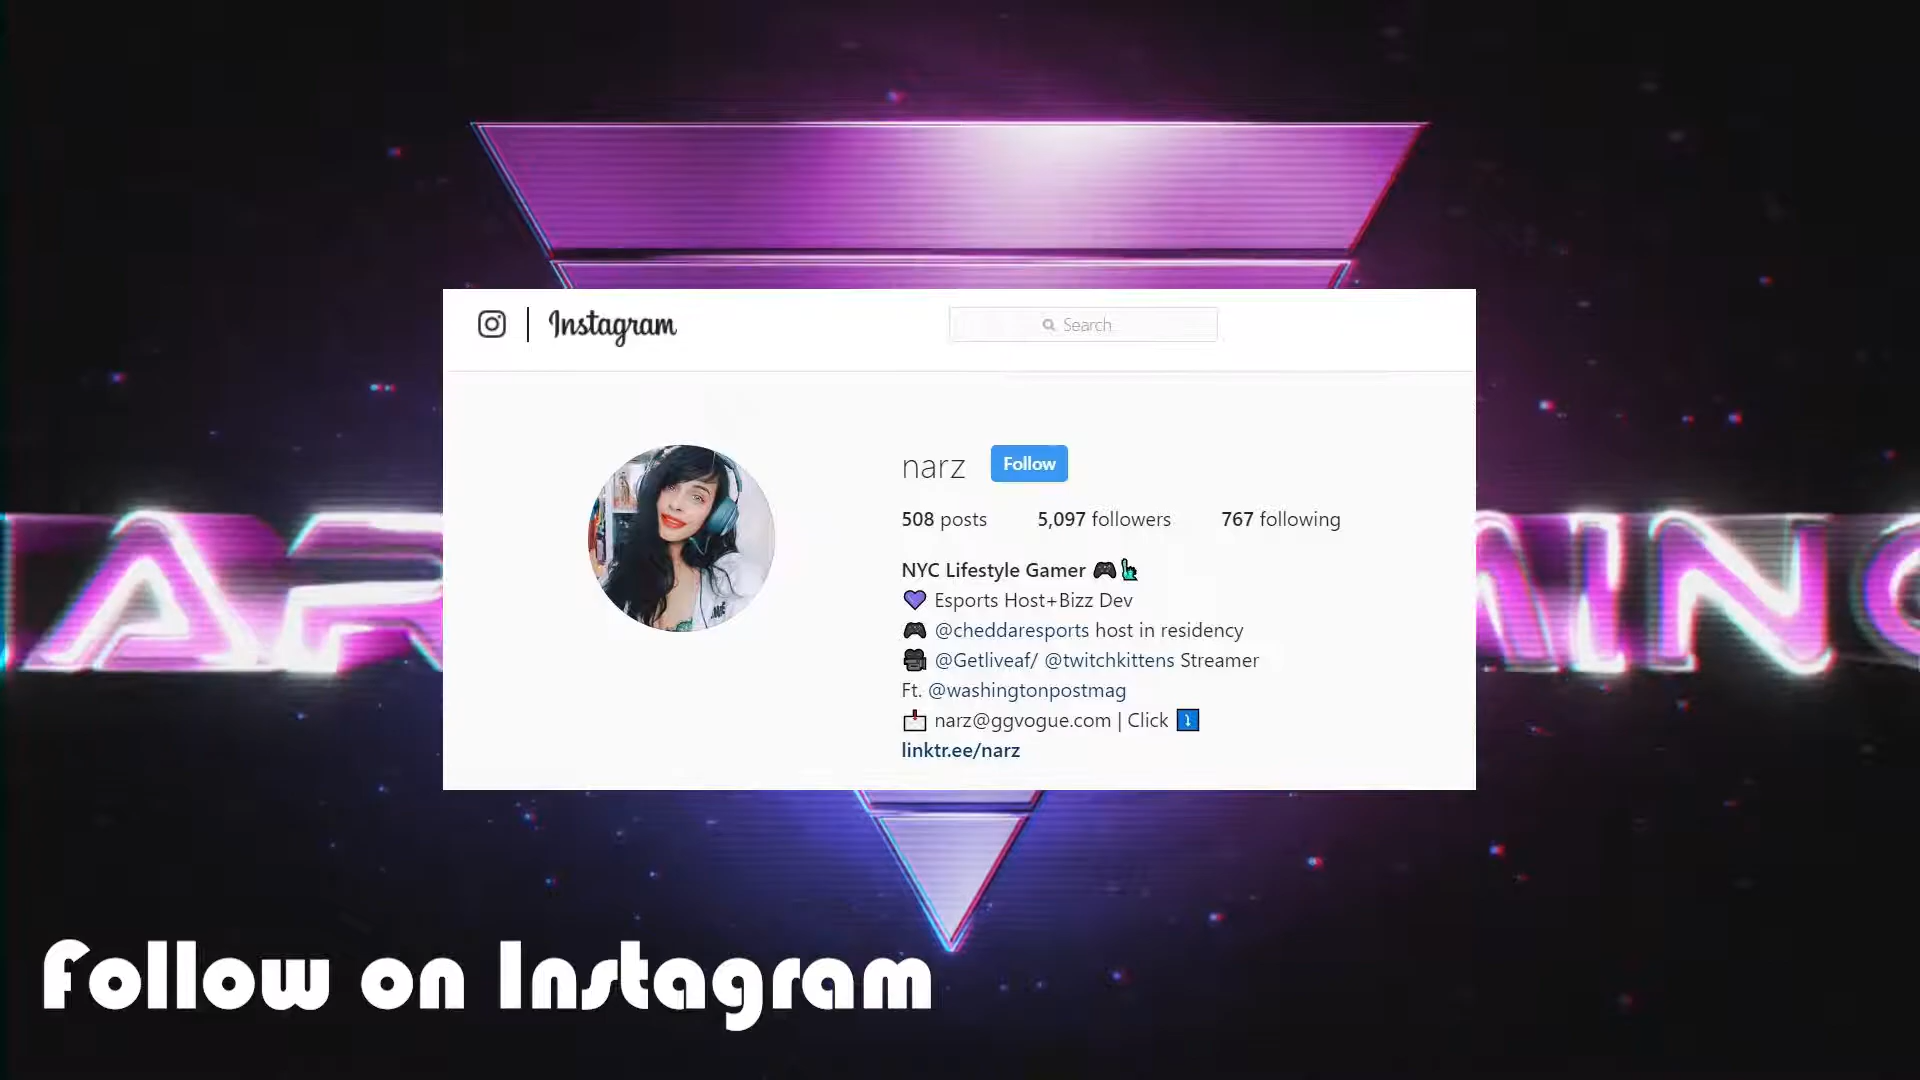 Instagram
Search
narz Follow
508 posts 5,097 followers 767 following
NYC Lifestyle Gamer 🎮🗽
💜 Esports Host+Bizz Dev
🎮 @cheddaresports host in residency
🎥 @Getliveaf/ @twitchkittens Streamer
Ft. @washingtonpostmag
📩 narz@ggvogue.com | Click ⤵
linktr.ee/narz
Follow on Instagram